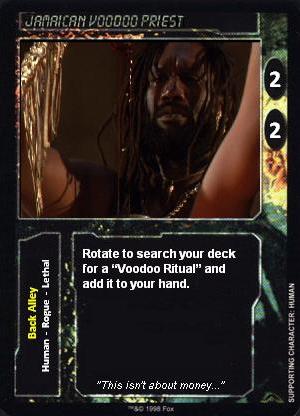 JAMAICAN VOODOO PRIEST
2
2
Rotate to search your deck
for a “Voodoo Ritual” and
add it to your hand.
Back Alley
Human - Rogue - Lethal
"This isn't about money..."
SUPPORTING CHARACTER: HUMAN
™&© 1998 Fox